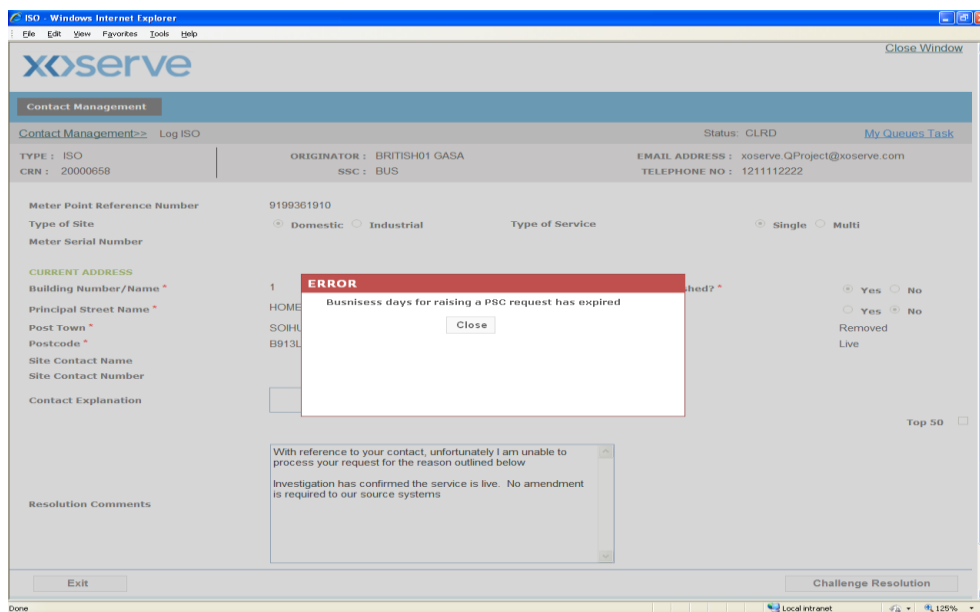 ISO - Windows Internet Explorer
File Edit View Favorites Tools Help
Close Window
xoserve
Contact Management
Contact Management>> Log ISO Status: CLRD My Queues Task
TYPE : ISO ORIGINATOR : BRITISH01 GASA EMAIL ADDRESS : xoserve.QProject@xoserve.com
CRN : 20000658 SSC : BUS TELEPHONE NO : 1211112222
Meter Point Reference Number 9199361910
Type of Site Domestic Industrial Type of Service Single Multi
Meter Serial Number
CURRENT ADDRESS
ERROR
Building Number/Name * 1 shed? * Yes No
Busnisess days for raising a PSC request has expired
Principal Street Name * HOME Yes No
Close
Post Town * SOIHU Removed
Postcode * B913L Live
Site Contact Name
Site Contact Number
Contact Explanation
Top 50
With reference to your contact, unfortunately I am unable to
process your request for the reason outlined below
Investigation has confirmed the service is live. No amendment
is required to our source systems
Resolution Comments
Exit Challenge Resolution
Done Local intranet 125%